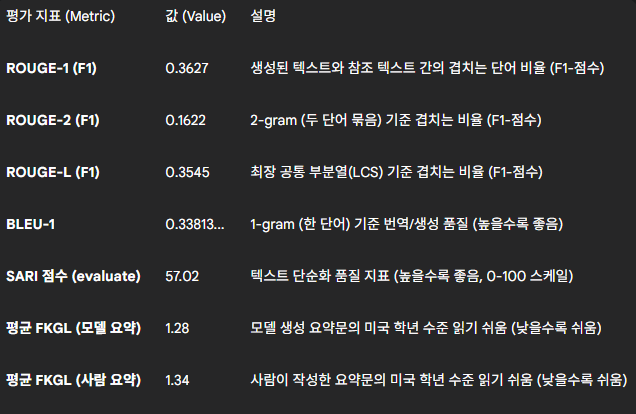 평가 지표 (Metric) 값 (Value) 설명
ROUGE-1 (F1) 0.3627 생성된 텍스트와 참조 텍스트 간의 겹치는 단어 비율 (F1-점수)
ROUGE-2 (F1) 0.1622 2-gram (두 단어 묶음) 기준 겹치는 비율 (F1-점수)
ROUGE-L (F1) 0.3545 최장 공통 부분열(LCS) 기준 겹치는 비율 (F1-점수)
BLEU-1 0.33813... 1-gram (한 단어) 기준 번역/생성 품질 (높을수록 좋음)
SARI 점수 (evaluate) 57.02 텍스트 단순화 품질 지표 (높을수록 좋음, 0-100 스케일)
평균 FKGL (모델 요약) 1.28 모델 생성 요약문의 미국 학년 수준 읽기 쉬움 (낮을수록 쉬움)
평균 FKGL (사람 요약) 1.34 사람이 작성한 요약문의 미국 학년 수준 읽기 쉬움 (낮을수록 쉬움)